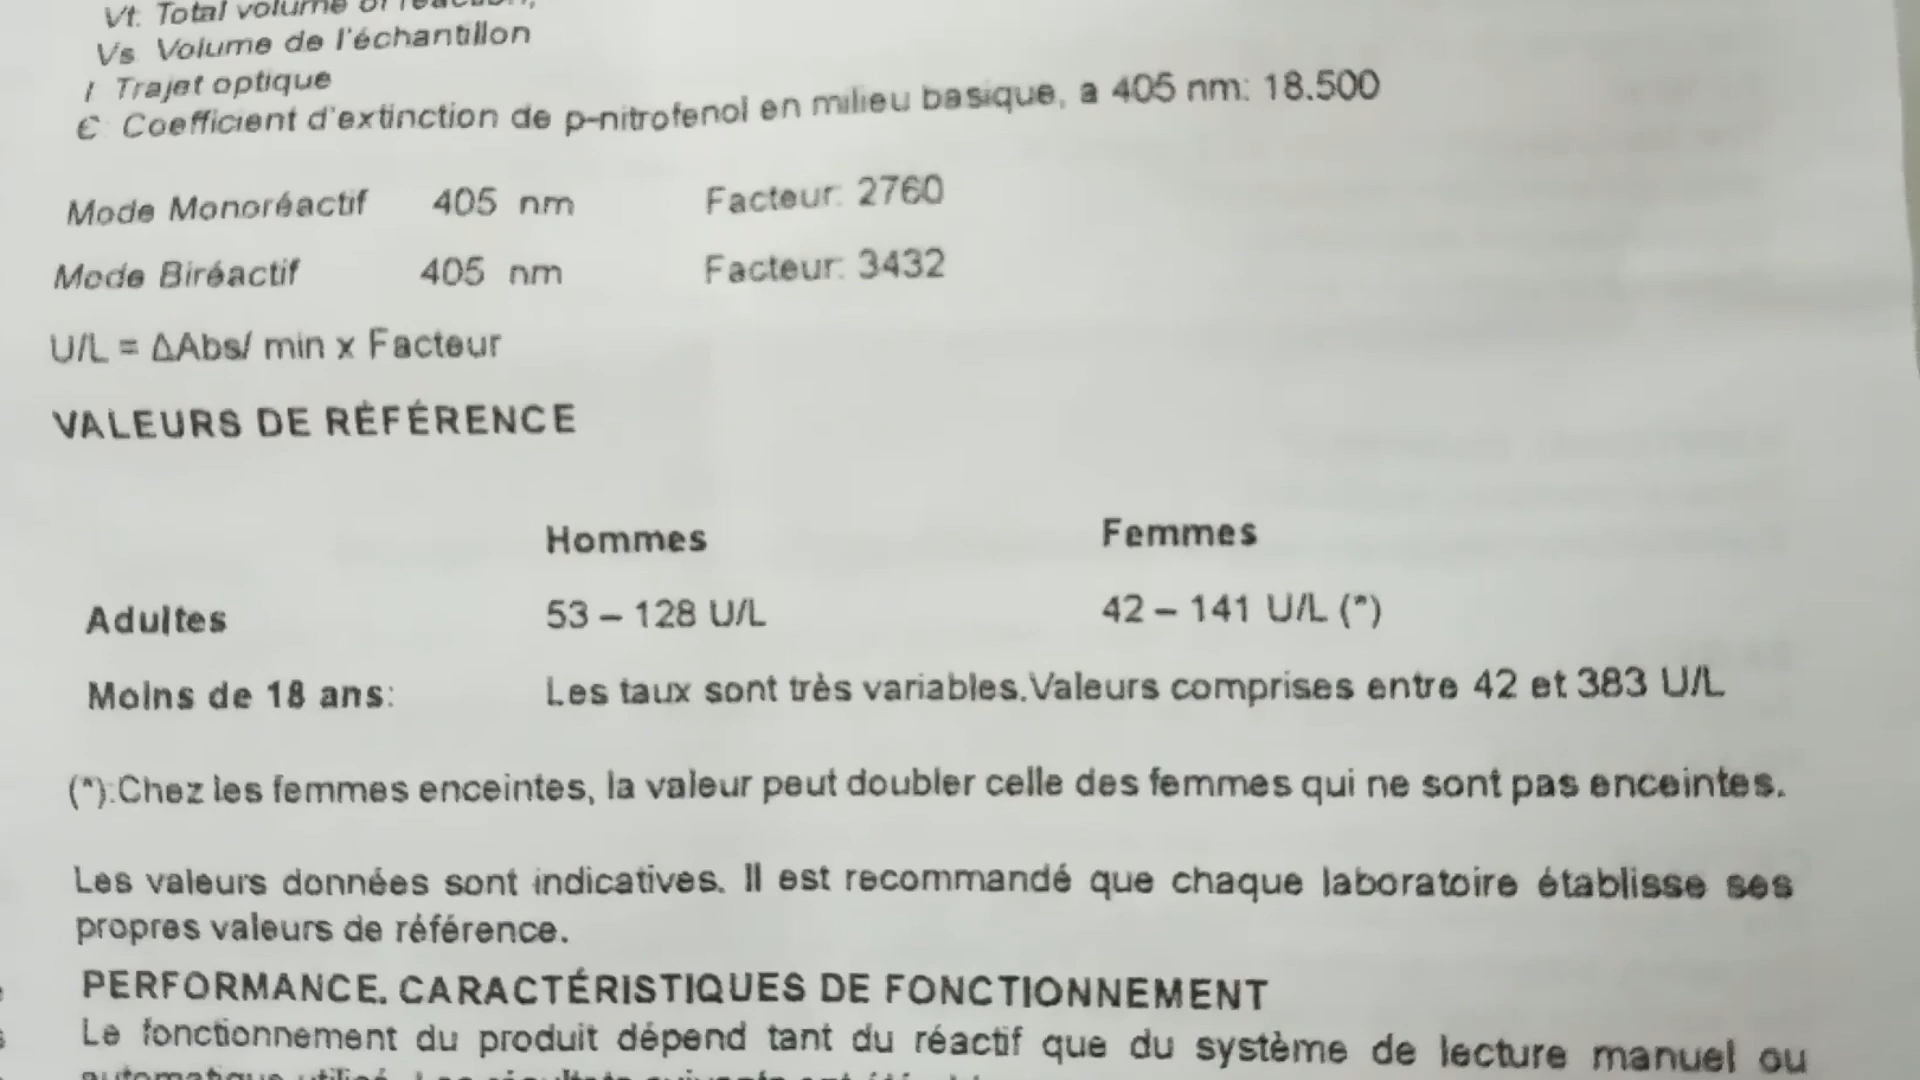 Vt. Total volume of
Vs Volume de l'échantillon
l Trajet optique
Є: Coefficient d'extinction de p-nitrofenol en milieu basique, a 405 nm: 18.500
Mode Monoréactif 405 nm Facteur: 2760
Mode Biréactif 405 nm Facteur: 3432
U/L = ΔAbs/ min x Facteur
VALEURS DE RÉFÉRENCE
Hommes Femmes
Adultes 53 – 128 U/L 42 – 141 U/L (*)
Moins de 18 ans: Les taux sont très variables.Valeurs comprises entre 42 et 383 U/L
(*):Chez les femmes enceintes, la valeur peut doubler celle des femmes qui ne sont pas enceintes.
Les valeurs données sont indicatives. Il est recommandé que chaque laboratoire établisse ses
propres valeurs de référence.
PERFORMANCE. CARACTÉRISTIQUES DE FONCTIONNEMENT
Le fonctionnement du produit dépend tant du réactif que du système de lecture manuel ou